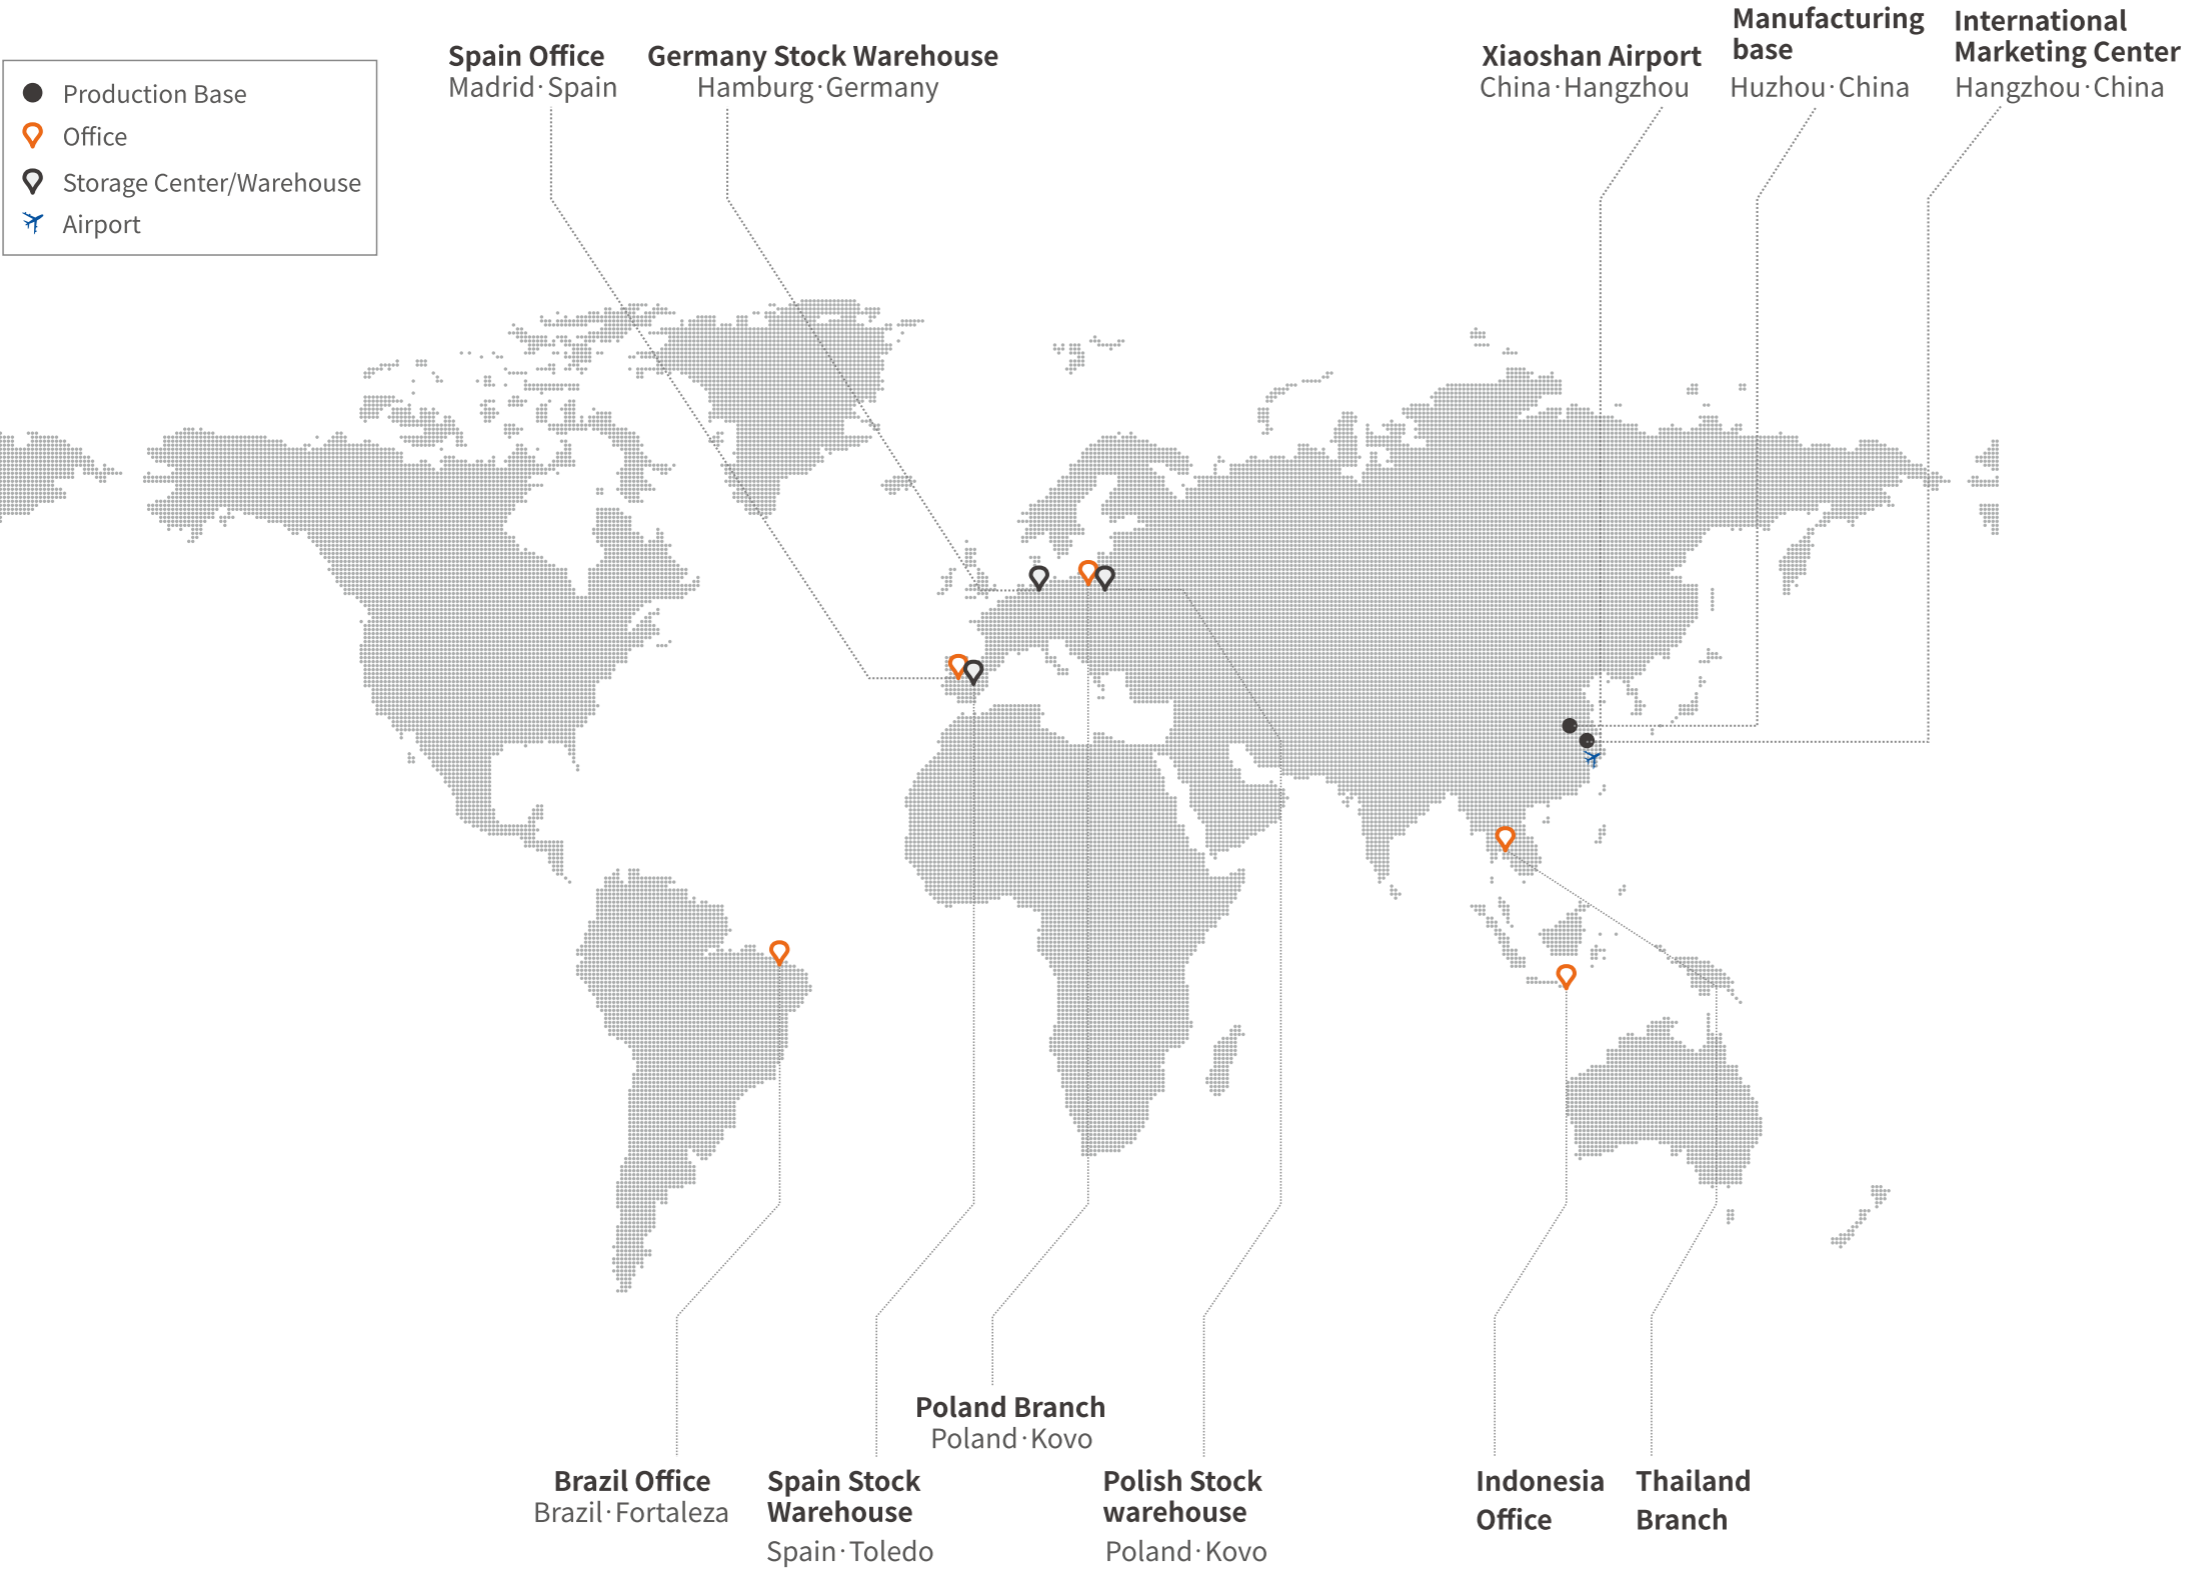 Spain Office
Madrid·Spain
Germany Stock Warehouse
Hamburg·Germany
Xiaoshan Airport
China·Hangzhou
Manufacturing
base
Huzhou·China
International
Marketing Center
Hangzhou·China
Production Base
Office
Storage Center/Warehouse
Airport
Poland Branch
Poland·Kovo
Brazil Office
Brazil·Fortaleza
Spain Stock
Warehouse
Spain·Toledo
Polish Stock
warehouse
Poland·Kovo
Indonesia
Office
Thailand
Branch